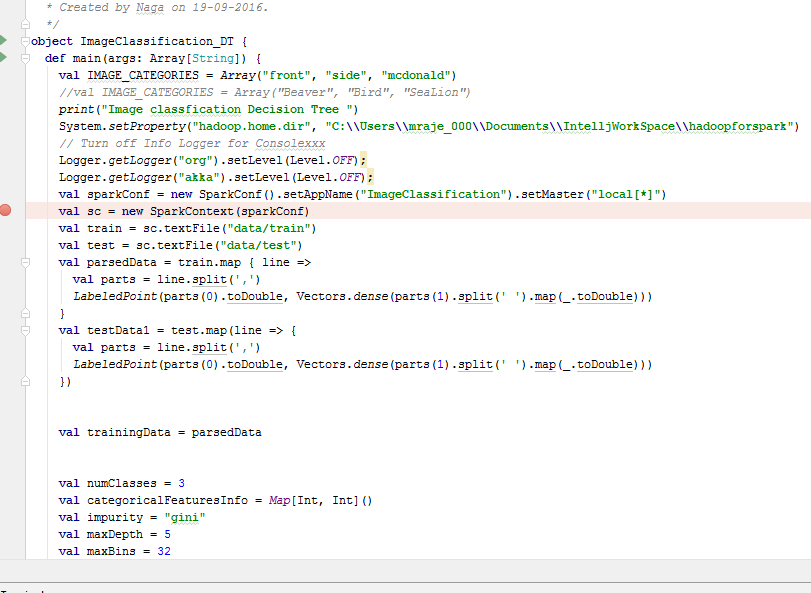 * Created by Naga on 19-09-2016.
*/
object ImageClassification_DT {
def main(args: Array[String]) {
val IMAGE_CATEGORIES = Array("front", "side", "mcdonald")
//val IMAGE_CATEGORIES = Array("Beaver", "Bird", "SeaLion")
print("Image classfication Decision Tree ")
System.setProperty("hadoop.home.dir", "C:\\Users\\mraje_000\\Documents\\IntelljWorkSpace\\hadoopforspark")
// Turn off Info Logger for Consolexxx
Logger.getLogger("org").setLevel(Level.OFF);
Logger.getLogger("akka").setLevel(Level.OFF);
val sparkConf = new SparkConf().setAppName("ImageClassification").setMaster("local[*]")
val sc = new SparkContext(sparkConf)
val train = sc.textFile("data/train")
val test = sc.textFile("data/test")
val parsedData = train.map { line =>
val parts = line.split(',')
LabeledPoint(parts(0).toDouble, Vectors.dense(parts(1).split(' ').map(_.toDouble)))
}
val testData1 = test.map(line => {
val parts = line.split(',')
LabeledPoint(parts(0).toDouble, Vectors.dense(parts(1).split(' ').map(_.toDouble)))
})
val trainingData = parsedData
val numClasses = 3
val categoricalFeaturesInfo = Map[Int, Int]()
val impurity = "gini"
val maxDepth = 5
val maxBins = 32